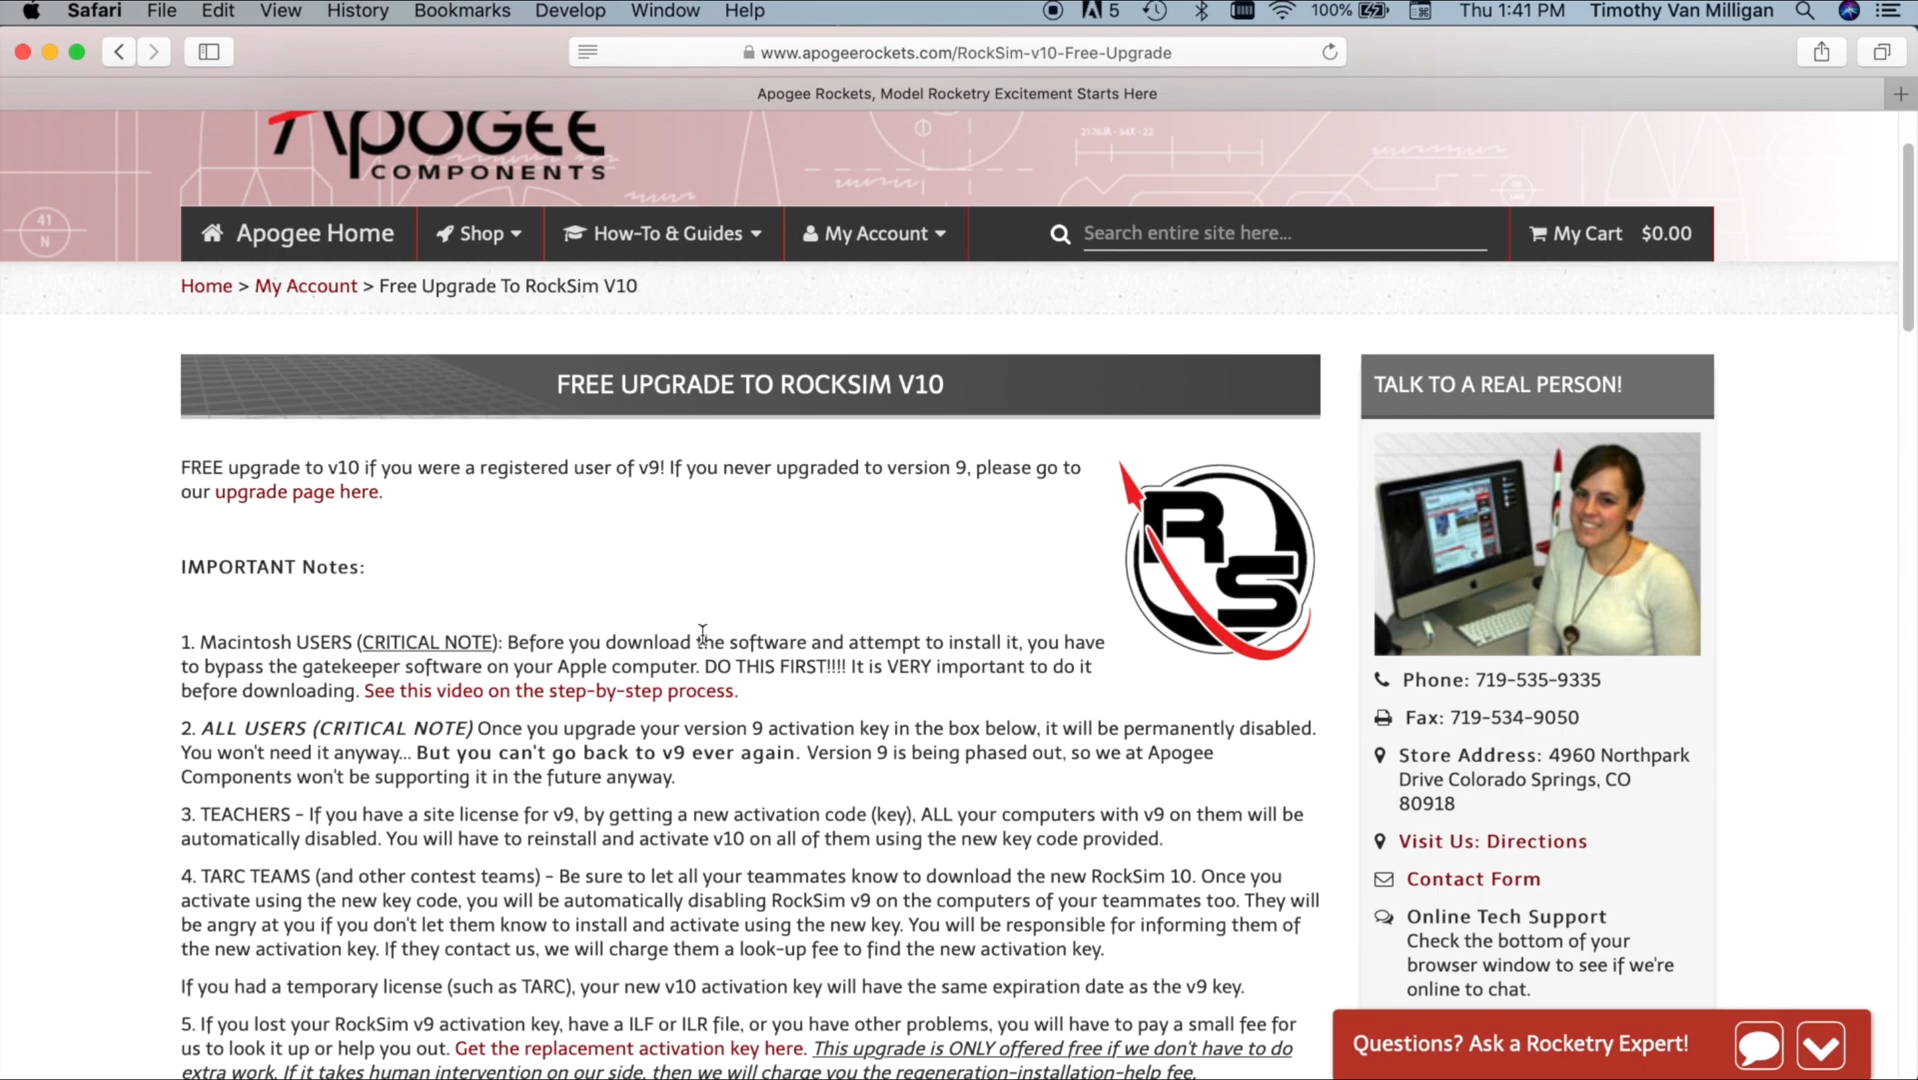 Safari File Edit View History Bookmarks Develop Window Help 5 100% Thu 1:41 PM Timothy Van Milligan
www.apogeerockets.com/RockSim-v10-Free-Upgrade
Apogee Rockets, Model Rocketry Excitement Starts Here
APOGEE
COMPONENTS
2176JA - 54X - 22
41
N
Apogee Home Shop How-To & Guides My Account Search entire site here... My Cart $0.00
Home > My Account > Free Upgrade To RockSim V10
FREE UPGRADE TO ROCKSIM V10
FREE upgrade to v10 if you were a registered user of v9! If you never upgraded to version 9, please go to
our upgrade page here.
RS
IMPORTANT Notes:
1. Macintosh USERS (CRITICAL NOTE): Before you download the software and attempt to install it, you have
to bypass the gatekeeper software on your Apple computer. DO THIS FIRST!!!! It is VERY important to do it
before downloading. See this video on the step-by-step process.
2. ALL USERS (CRITICAL NOTE) Once you upgrade your version 9 activation key in the box below, it will be permanently disabled.
You won't need it anyway... But you can't go back to v9 ever again. Version 9 is being phased out, so we at Apogee
Components won't be supporting it in the future anyway.
3. TEACHERS - If you have a site license for v9, by getting a new activation code (key), ALL your computers with v9 on them will be
automatically disabled. You will have to reinstall and activate v10 on all of them using the new key code provided.
4. TARC TEAMS (and other contest teams) - Be sure to let all your teammates know to download the new RockSim 10. Once you
activate using the new key code, you will be automatically disabling RockSim v9 on the computers of your teammates too. They will
be angry at you if you don't let them know to install and activate using the new key. You will be responsible for informing them of
the new activation key. If they contact us, we will charge them a look-up fee to find the new activation key.
If you had a temporary license (such as TARC), your new v10 activation key will have the same expiration date as the v9 key.
5. If you lost your RockSim v9 activation key, have a ILF or ILR file, or you have other problems, you will have to pay a small fee for
us to look it up or help you out. Get the replacement activation key here. This upgrade is ONLY offered free if we don't have to do
extra work. If it takes human intervention on our side, then we will charge you the regeneration-installation-help fee.
TALK TO A REAL PERSON!
Phone: 719-535-9335
Fax: 719-534-9050
Store Address: 4960 Northpark
Drive Colorado Springs, CO
80918
Visit Us: Directions
Contact Form
Online Tech Support
Check the bottom of your
browser window to see if we're
online to chat.
Questions? Ask a Rocketry Expert!